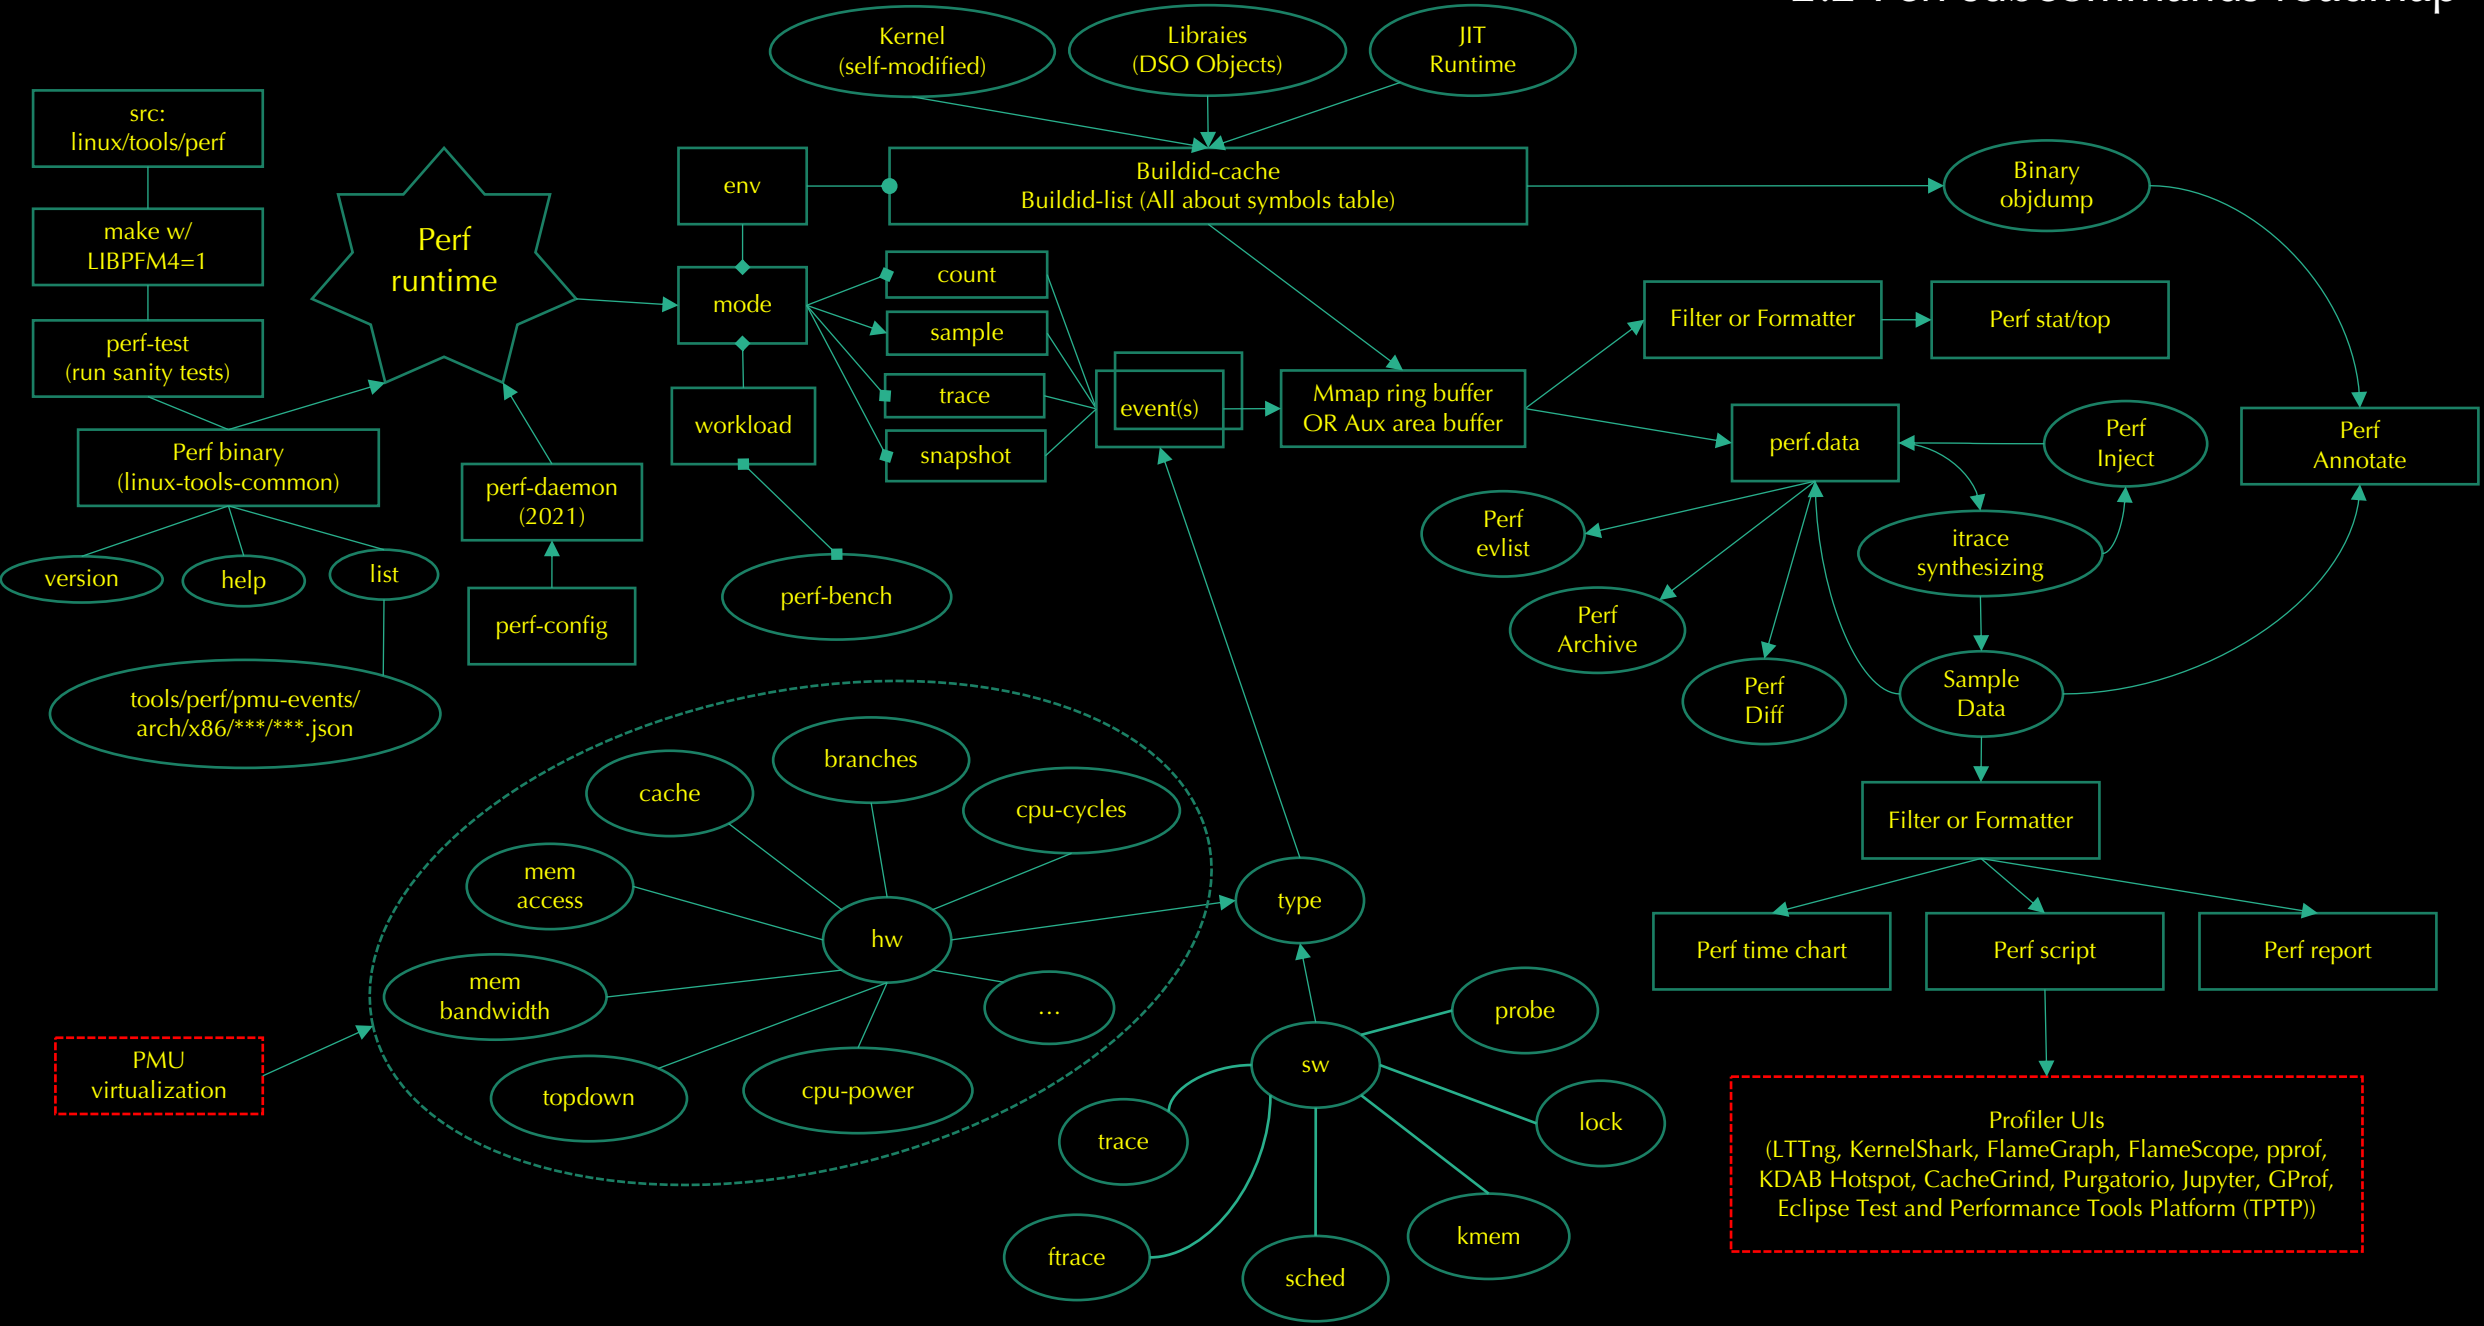 Perf subcommands roadmap
Kernel
(self-modified)
Libraies
(DSO Objects)
JIT
Runtime
src:
linux/tools/perf
make w/
LIBPFM4=1
perf-test
(run sanity tests)
Perf binary
(linux-tools-common)
version
help
list
tools/perf/pmu-events/
arch/x86/***/***.json
Perf
runtime
perf-daemon
(2021)
perf-config
env
mode
workload
perf-bench
Buildid-cache
Buildid-list (All about symbols table)
count
sample
trace
snapshot
event(s)
Mmap ring buffer
OR Aux area buffer
Binary
objdump
Filter or Formatter
Perf stat/top
perf.data
Perf
Inject
Perf
Annotate
Perf
evlist
Perf
Archive
Perf
Diff
itrace
synthesizing
Sample
Data
Filter or Formatter
Perf time chart
Perf script
Perf report
Profiler UIs
(LTTng, KernelShark, FlameGraph, FlameScope, pprof,
KDAB Hotspot, CacheGrind, Purgatorio, Jupyter, GProf,
Eclipse Test and Performance Tools Platform (TPTP))
branches
cache
cpu-cycles
mem
access
hw
mem
bandwidth
...
topdown
cpu-power
PMU
virtualization
type
sw
probe
lock
trace
kmem
ftrace
sched